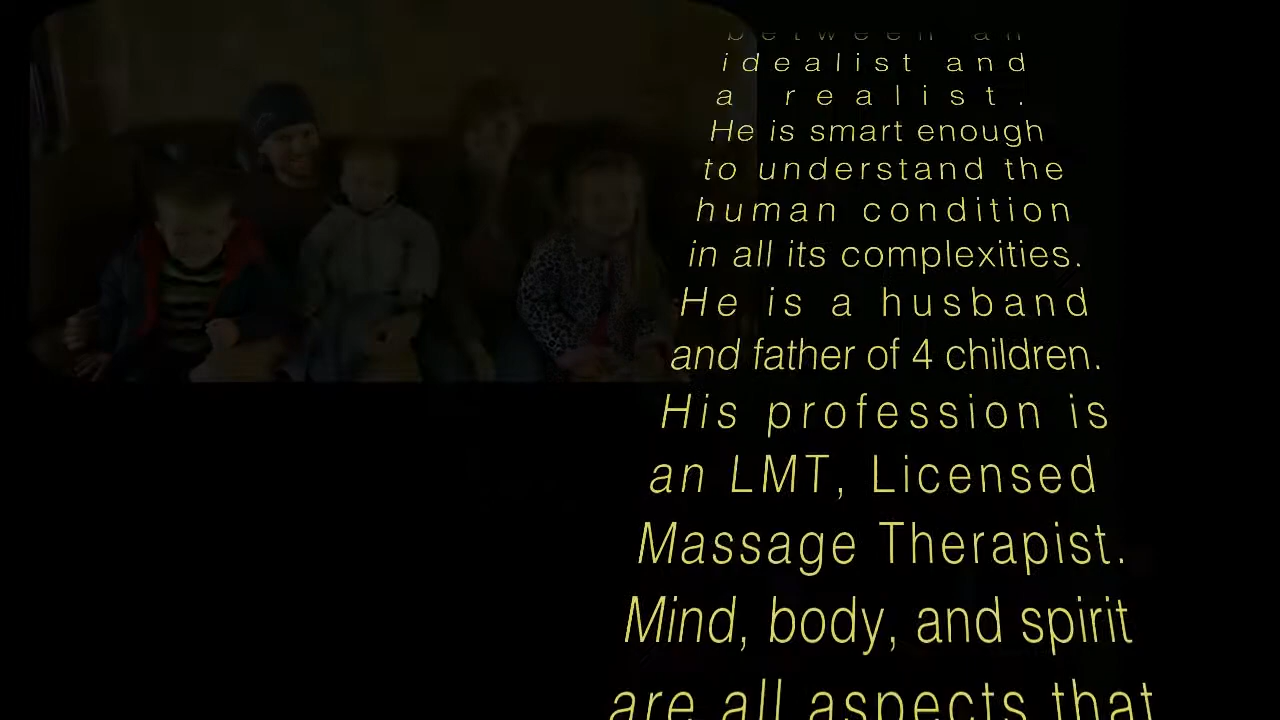 between an
idealist and
a realist.
He is smart enough
to understand the
human condition
in all its complexities.
He is a husband
and father of 4 children.
His profession is
an LMT, Licensed
Massage Therapist.
Mind, body, and spirit
are all aspects that